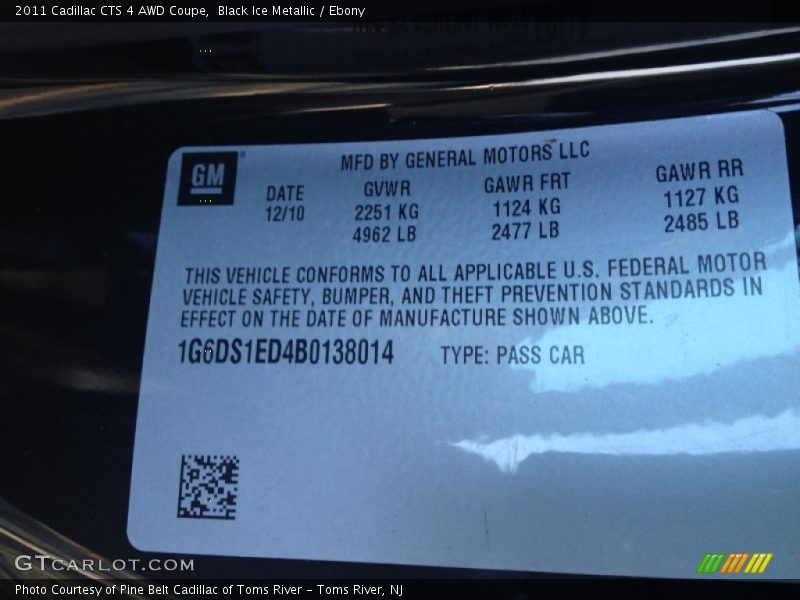 2011 Cadillac CTS 4 AWD Coupe, Black Ice Metallic / Ebony
GM
MFD BY GENERAL MOTORS LLC
DATE GVWR GAWR FRT GAWR RR
12/10 2251 KG 1124 KG 1127 KG
4962 LB 2477 LB 2485 LB
THIS VEHICLE CONFORMS TO ALL APPLICABLE U.S. FEDERAL MOTOR
VEHICLE SAFETY, BUMPER, AND THEFT PREVENTION STANDARDS IN
EFFECT ON THE DATE OF MANUFACTURE SHOWN ABOVE.
1G6DS1ED4B0138014 TYPE: PASS CAR
GTCARLOT.COM
Photo Courtesy of Pine Belt Cadillac of Toms River – Toms River, NJ